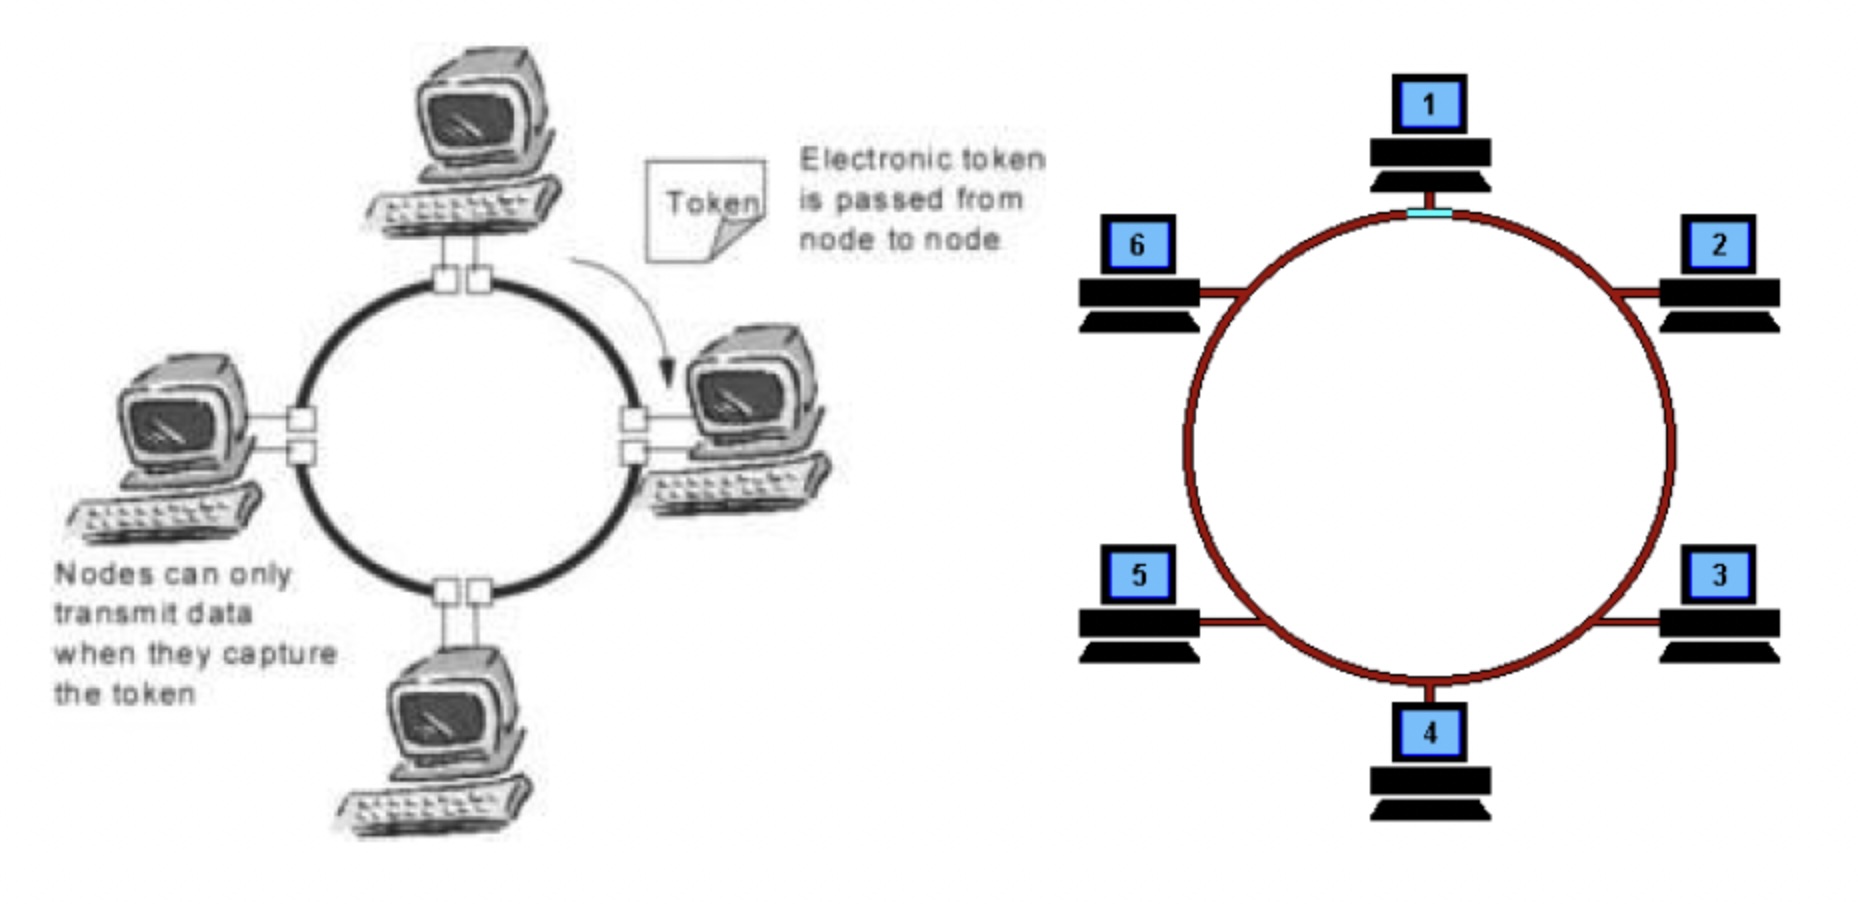 Token
Electronic token
is passed from
node to node
Nodes can only
transmit data
when they capture
the token
1
6
2
5
3
4